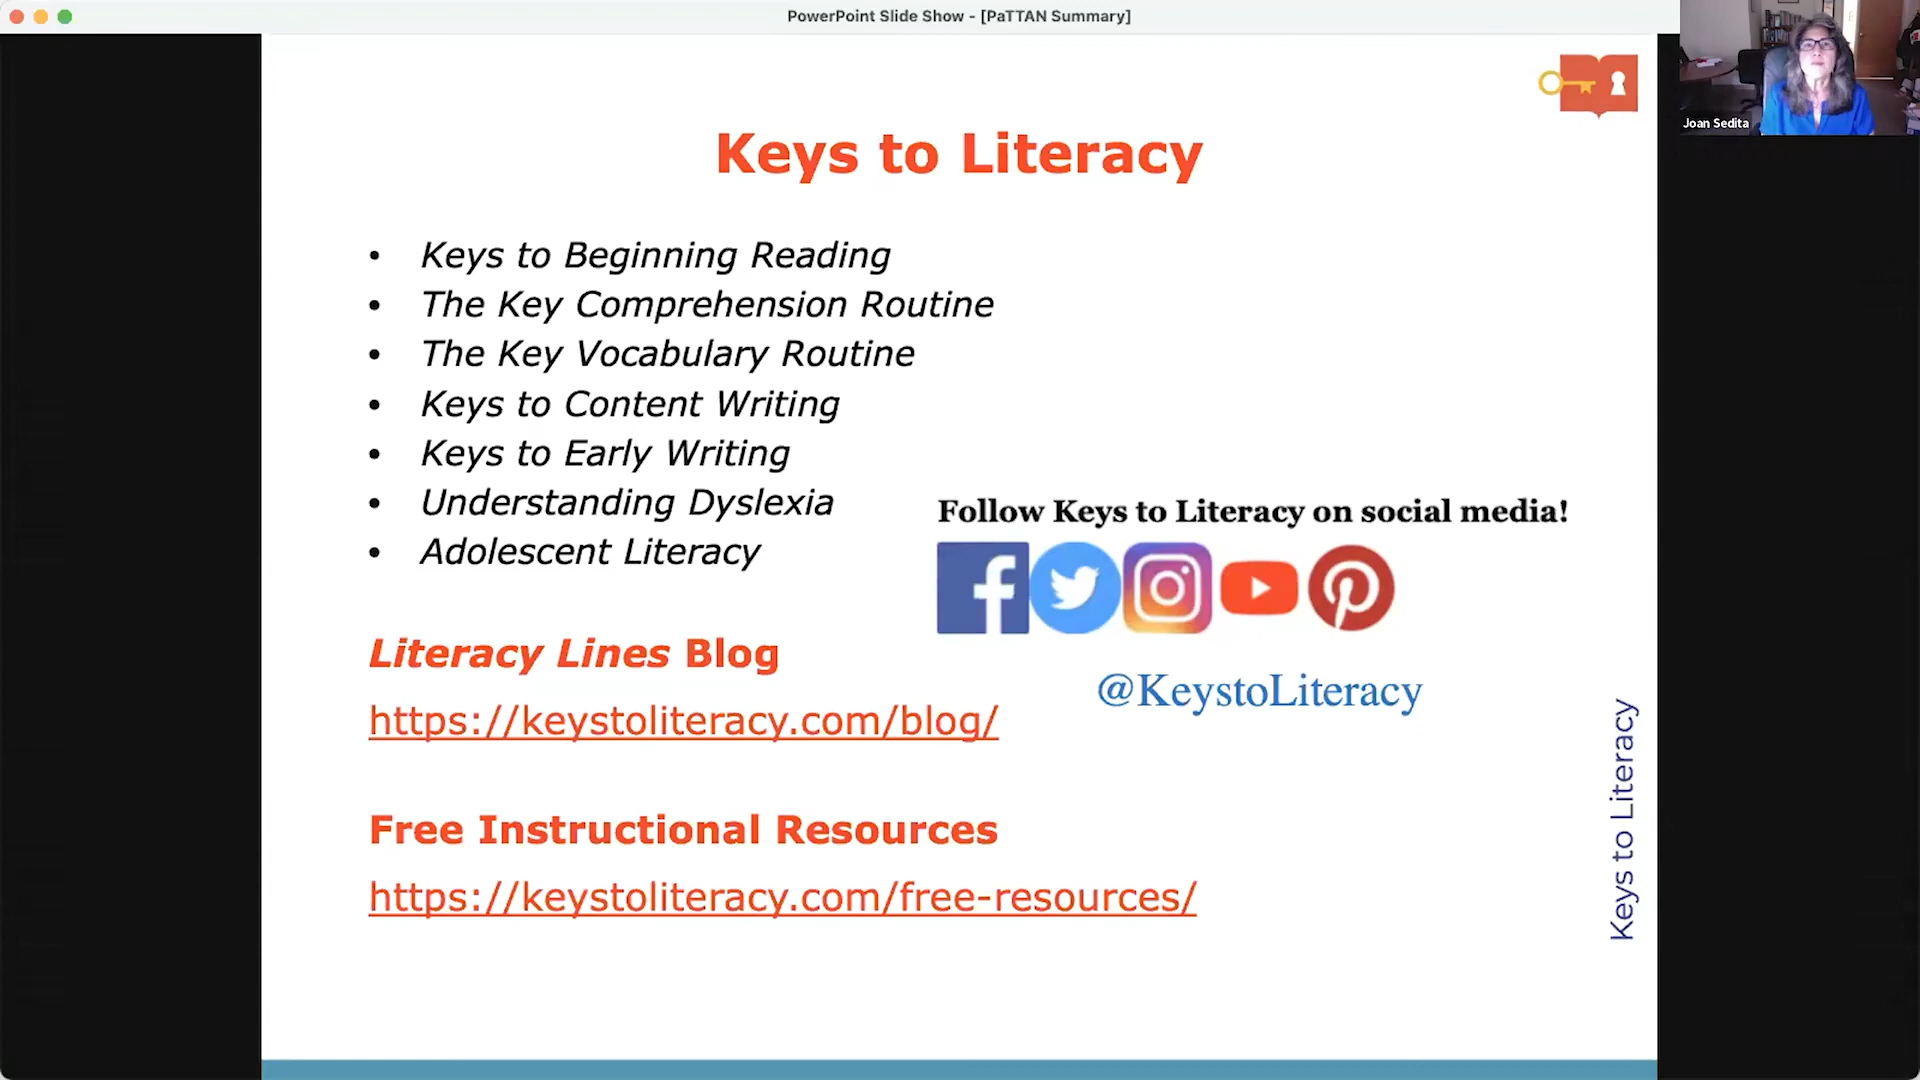 PowerPoint Slide Show - [PaTTAN Summary]
Joan Sedita
Keys to Literacy
• Keys to Beginning Reading
• The Key Comprehension Routine
• The Key Vocabulary Routine
• Keys to Content Writing
• Keys to Early Writing
• Understanding Dyslexia
• Adolescent Literacy
Follow Keys to Literacy on social media!
@KeystoLiteracy
Literacy Lines Blog
https://keystoliteracy.com/blog/
Free Instructional Resources
https://keystoliteracy.com/free-resources/
Keys to Literacy